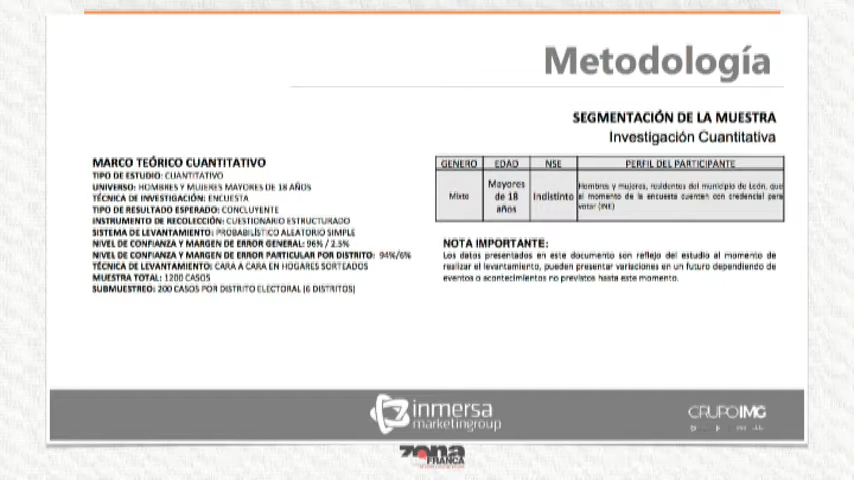 Metodología
SEGMENTACIÓN DE LA MUESTRA
Investigación Cuantitativa
MARCO TEÓRICO CUANTITATIVO
TIPO DE ESTUDIO: CUANTITATIVO
UNIVERSO: HOMBRES Y MUJERES MAYORES DE 18 AÑOS
TÉCNICA DE INVESTIGACIÓN: ENCUESTA
TIPO DE RESULTADO ESPERADO: CONCLUYENTE
INSTRUMENTO DE RECOLECCIÓN: CUESTIONARIO ESTRUCTURADO
SISTEMA DE LEVANTAMIENTO: PROBABILÍSTICO ALEATORIO SIMPLE
NIVEL DE CONFIANZA Y MARGEN DE ERROR GENERAL: 96% / 2.5%
NIVEL DE CONFIANZA Y MARGEN DE ERROR PARTICULAR POR DISTRITO: 94%/6%
TÉCNICA DE LEVANTAMIENTO: CARA A CARA EN HOGARES SORTEADOS
MUESTRA TOTAL: 1200 CASOS
SUBMUESTREO: 200 CASOS POR DISTRITO ELECTORAL (6 DISTRITOS)
GENERO EDAD NSE PERFIL DEL PARTICIPANTE
Mixto
Mayores
de 18
años
Indistinto
Hombres y mujeres, residentes del municipio de León, que
al momento de la encuesta cuenten con credencial para
votar (INE)
NOTA IMPORTANTE:
Los datos presentados en este documento son reflejo del estudio al momento de
realizar el levantamiento, pueden presentar variaciones en un futuro dependiendo de
eventos o acontecimientos no previstos hasta este momento.
inmersa
marketingroup
GRUPOIMG
zona
FRANCA